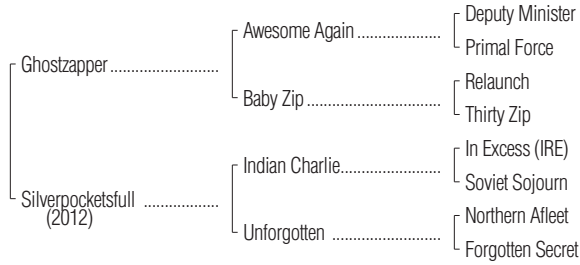 Deputy Minister
Awesome Again ..................
Primal Force
Ghostzapper ........................
Relaunch
Baby Zip .............................
Thirty Zip
In Excess (IRE)
Indian Charlie......................
Soviet Sojourn
Silverpocketsfull ................
(2012)
Northern Afleet
Unforgotten ........................
Forgotten Secret